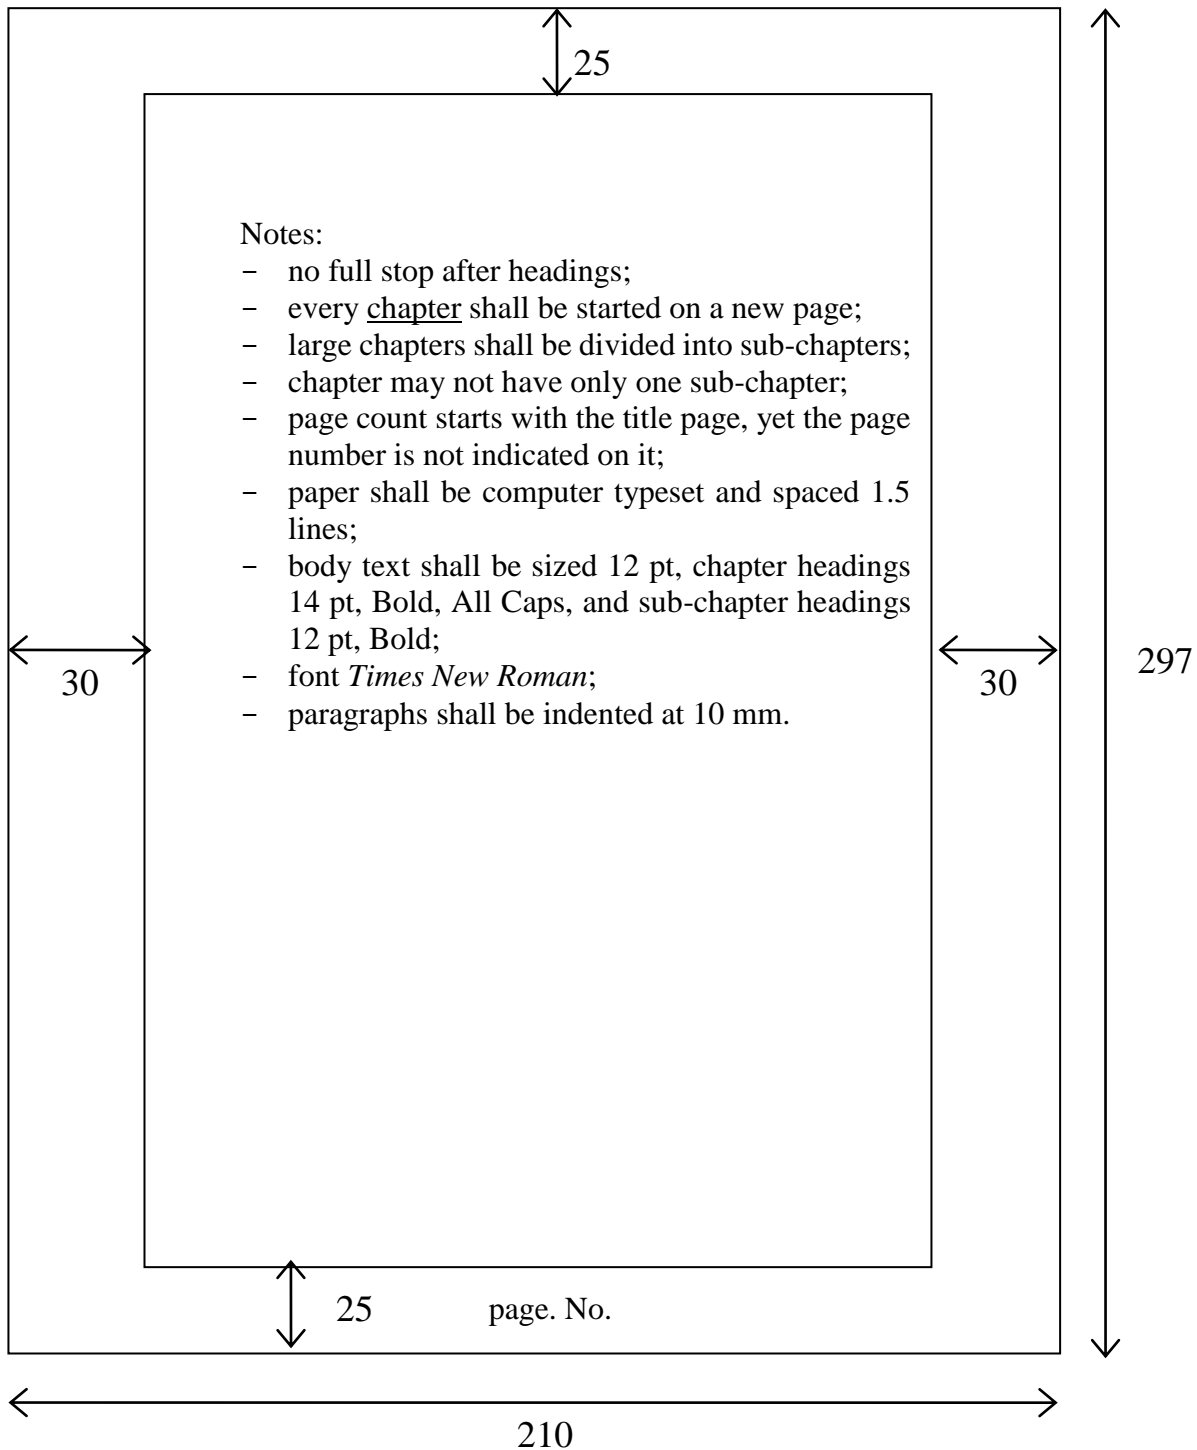 25
Notes:
- no full stop after headings;
- every chapter shall be started on a new page;
- large chapters shall be divided into sub-chapters;
- chapter may not have only one sub-chapter;
- page count starts with the title page, yet the page
number is not indicated on it;
- paper shall be computer typeset and spaced 1.5
lines;
- body text shall be sized 12 pt, chapter headings
14 pt, Bold, All Caps, and sub-chapter headings
12 pt, Bold;
- font Times New Roman;
- paragraphs shall be indented at 10 mm.
30
30
297
25
page. No.
210